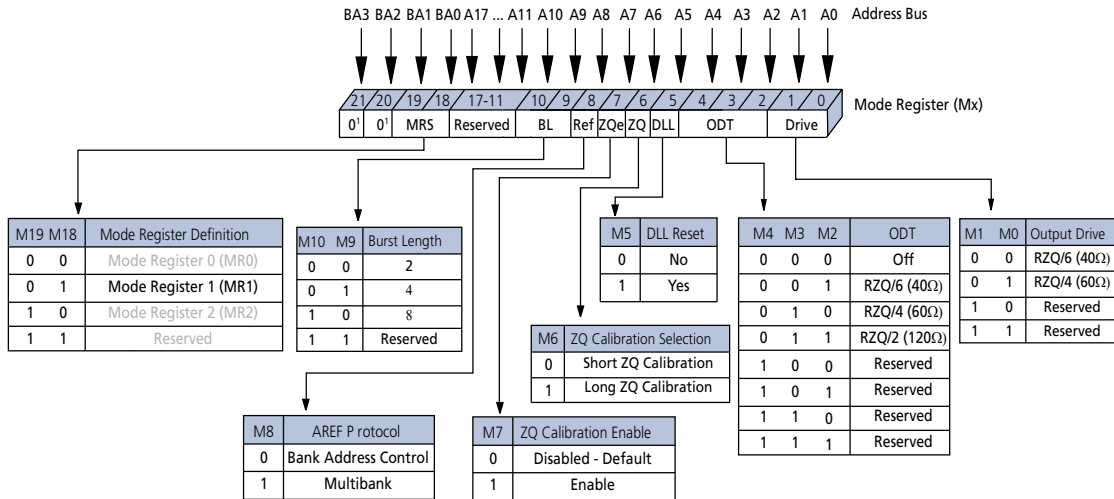 BA3 BA2 BA1 BA0 A17 ... A11 A10 A9 A8 A7 A6 A5 A4 A3 A2 A1 A0 Address Bus
21 20 19 18 17-11 10 9 8 7 6 5 4 3 2 1 0 Mode Register (Mx)
0¹ 0¹ MRS Reserved BL Ref ZQe ZQ DLL ODT Drive
M19 M18 Mode Register Definition
0 0 Mode Register 0 (MR0)
0 1 Mode Register 1 (MR1)
1 0 Mode Register 2 (MR2)
1 1 Reserved
M10 M9 Burst Length
0 0 2
0 1 4
1 0 8
1 1 Reserved
M5 DLL Reset
0 No
1 Yes
M4 M3 M2 ODT
0 0 0 Off
0 0 1 RZQ/6 (40Ω)
0 1 0 RZQ/4 (60Ω)
0 1 1 RZQ/2 (120Ω)
1 0 0 Reserved
1 0 1 Reserved
1 1 0 Reserved
1 1 1 Reserved
M1 M0 Output Drive
0 0 RZQ/6 (40Ω)
0 1 RZQ/4 (60Ω)
1 0 Reserved
1 1 Reserved
M6 ZQ Calibration Selection
0 Short ZQ Calibration
1 Long ZQ Calibration
M8 AREF P rotocol
0 Bank Address Control
1 Multibank
M7 ZQ Calibration Enable
0 Disabled - Default
1 Enable